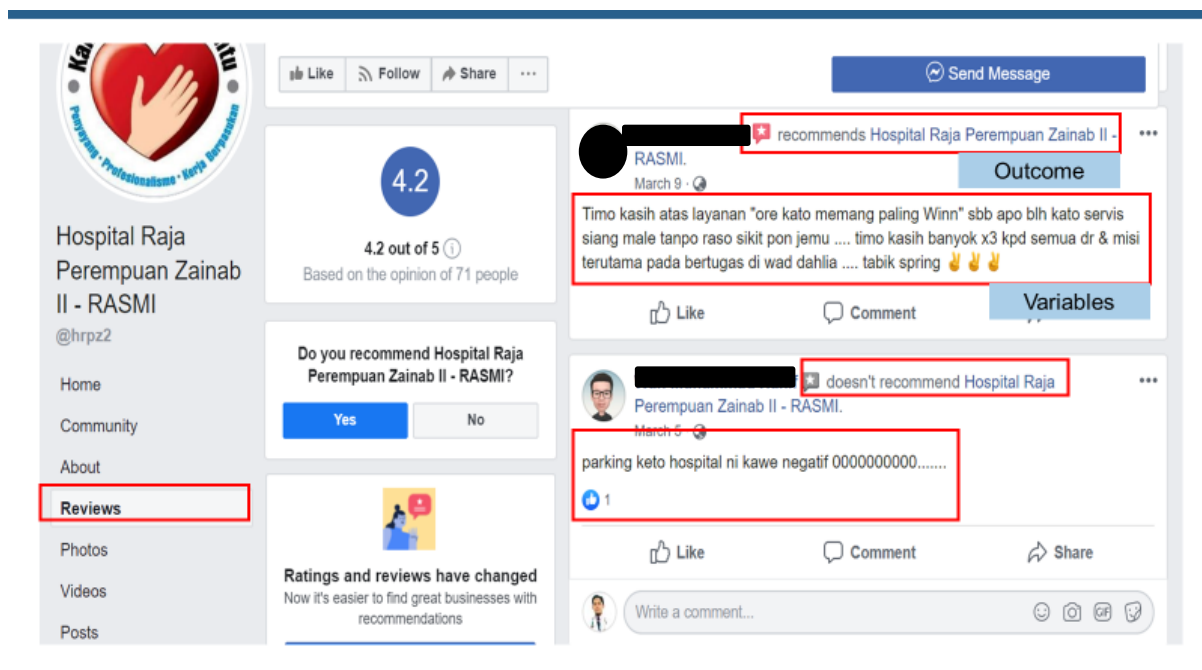 Penyayang · Profesionalisme · Kerja Berpasukan
Hospital Raja
Perempuan Zainab
II - RASMI
@hrpz2
Home
Community
About
Reviews
Photos
Videos
Posts
Like Follow Share ...
Send Message
4.2
4.2 out of 5
Based on the opinion of 71 people
Do you recommend Hospital Raja
Perempuan Zainab II - RASMI?
Yes No
Ratings and reviews have changed
Now it's easier to find great businesses with
recommendations
recommends Hospital Raja Perempuan Zainab II -
RASMI.
March 9 ·
Outcome
Timo kasih atas layanan "ore kato memang paling Winn" sbb apo blh kato servis
siang male tanpo raso sikit pon jemu .... timo kasih banyok x3 kpd semua dr & misi
terutama pada bertugas di wad dahlia .... tabik spring ✌️✌️✌️
Variables
Like Comment
doesn't recommend Hospital Raja
Perempuan Zainab II - RASMI.
March 5 ·
parking keto hospital ni kawe negatif 0000000000.......
1
Like Comment Share
Write a comment...
GIF